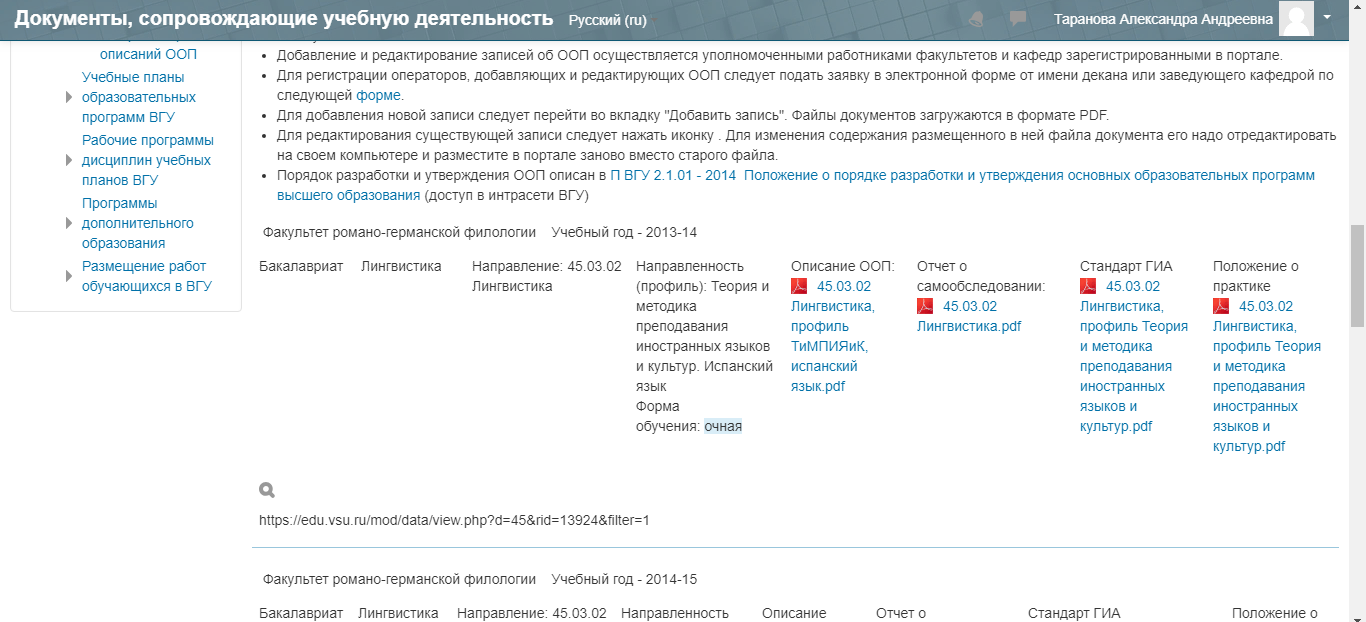 Документы, сопровождающие учебную деятельность Русский (ru) Таранова Александра Андреевна
описаний ООП
Учебные планы
образовательных
программ ВГУ
Рабочие программы
дисциплин учебных
планов ВГУ
Программы
дополнительного
образования
Размещение работ
обучающихся в ВГУ
• Добавление и редактирование записей об ООП осуществляется уполномоченными работниками факультетов и кафедр зарегистрированными в портале.
• Для регистрации операторов, добавляющих и редактирующих ООП следует подать заявку в электронной форме от имени декана или заведующего кафедрой по
следующей форме.
• Для добавления новой записи следует перейти во вкладку "Добавить запись". Файлы документов загружаются в формате PDF.
• Для редактирования существующей записи следует нажать иконку . Для изменения содержания размещенного в ней файла документа его надо отредактировать
на своем компьютере и разместите в портале заново вместо старого файла.
• Порядок разработки и утверждения ООП описан в П ВГУ 2.1.01 - 2014 Положение о порядке разработки и утверждения основных образовательных программ
высшего образования (доступ в интрасети ВГУ)
Факультет романо-германской филологии Учебный год - 2013-14
Бакалавриат
Лингвистика
Направление: 45.03.02
Лингвистика
Направленность
(профиль): Теория и
методика
преподавания
иностранных языков
и культур. Испанский
язык
Форма
обучения: очная
Описание ООП:
45.03.02
Лингвистика,
профиль
ТиМПИЯиК,
испанский
язык.pdf
Отчет о
самообследовании:
45.03.02
Лингвистика.pdf
Стандарт ГИА
45.03.02
Лингвистика,
профиль Теория
и методика
преподавания
иностранных
языков и
культур.pdf
Положение о
практике
45.03.02
Лингвистика,
профиль Теория
и методика
преподавания
иностранных
языков и
культур.pdf
https://edu.vsu.ru/mod/data/view.php?d=45&rid=13924&filter=1
Факультет романо-германской филологии Учебный год - 2014-15
Бакалавриат Лингвистика Направление: 45.03.02 Направленность Описание Отчет о Стандарт ГИА Положение о